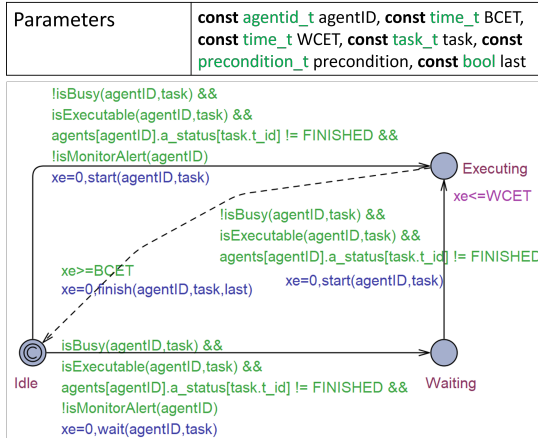 Parameters
const agentid_t agentID, const time_t BCET,
const time_t WCET, const task_t task, const
precondition_t precondition, const bool last
!isBusy(agentID,task) &&
isExecutable(agentID,task) &&
agents[agentID].a_status[task.t_id] != FINISHED &&
!isMonitorAlert(agentID)
xe=0,start(agentID,task)
Executing
xe<=WCET
!isBusy(agentID,task) &&
isExecutable(agentID,task) &&
agents[agentID].a_status[task.t_id] != FINISHED
xe=0,start(agentID,task)
xe>=BCET
xe=0,finish(agentID,task,last)
C
Idle
isBusy(agentID,task) &&
isExecutable(agentID,task) &&
agents[agentID].a_status[task.t_id] != FINISHED &&
!isMonitorAlert(agentID)
xe=0,wait(agentID,task)
Waiting